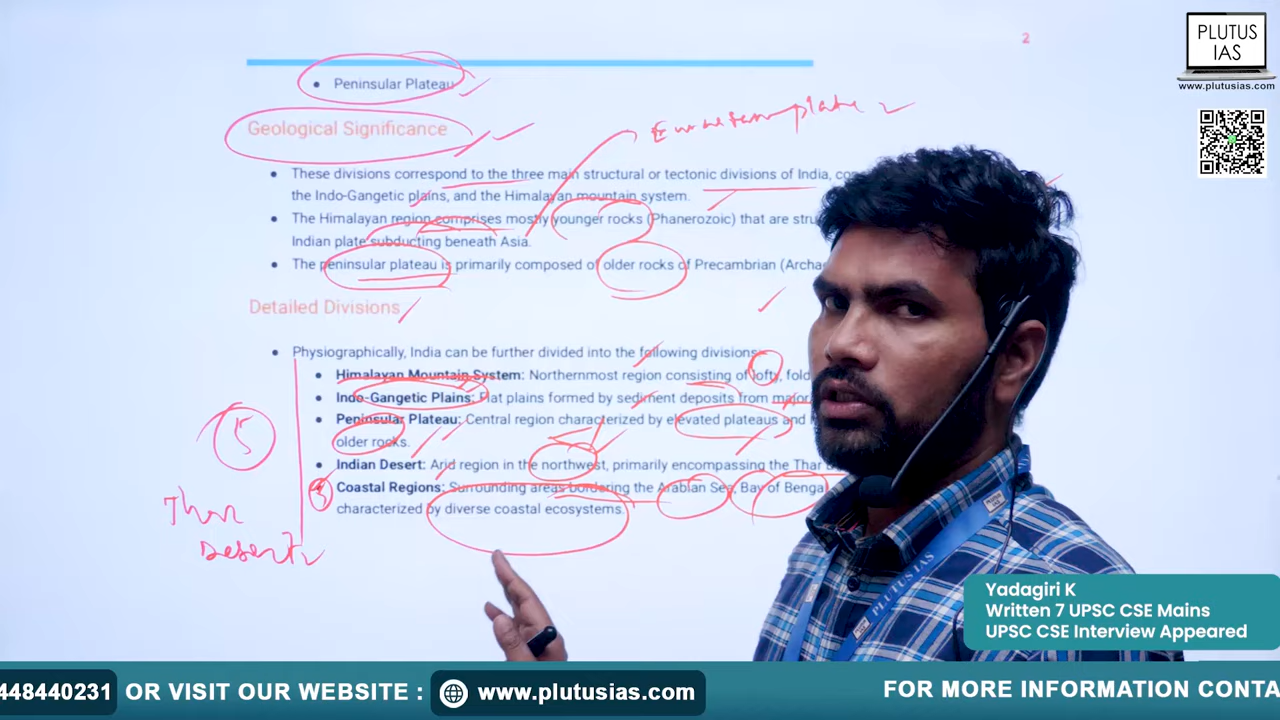 2
PLUTUS
IAS
www.plutusias.com
• Peninsular Plateau
Geological Significance
• These divisions correspond to the three main structural or tectonic divisions of India,
the Indo-Gangetic plains, and the Himalayan mountain system.
• The Himalayan region comprises mostly younger rocks (Phanerozoic) that are
Indian plate subducting beneath Asia.
• The peninsular plateau is primarily composed of older rocks of Precambrian
Detailed Divisions
• Physiographically, India can be further divided into the following divisions:
• Himalayan Mountain System: Northernmost region consisting of lofty,
• Indo-Gangetic Plains: Flat plains formed by sediment deposits from major
• Peninsular Plateau: Central region characterized by elevated plateaus and
older rocks.
• Indian Desert: Arid region in the northwest, primarily encompassing the Thar
• Coastal Regions: Surrounding areas bordering the Arabian Sea, Bay of
characterized by diverse coastal ecosystems.
5
Thar
Desert
PLUTUS IAS
Yadagiri K
Written 7 UPSC CSE Mains
UPSC CSE Interview Appeared
448440231 OR VISIT OUR WEBSITE : www.plutusias.com FOR MORE INFORMATION